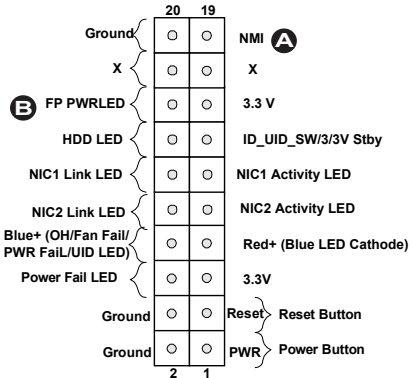 20 19
Ground NMI A
X X
B FP PWRLED 3.3 V
HDD LED ID_UID_SW/3/3V Stby
NIC1 Link LED NIC1 Activity LED
NIC2 Link LED NIC2 Activity LED
Blue+ (OH/Fan Fail/
PWR FaiL/UID LED) Red+ (Blue LED Cathode)
Power Fail LED 3.3V
Ground Reset Reset Button
Ground PWR Power Button
2 1